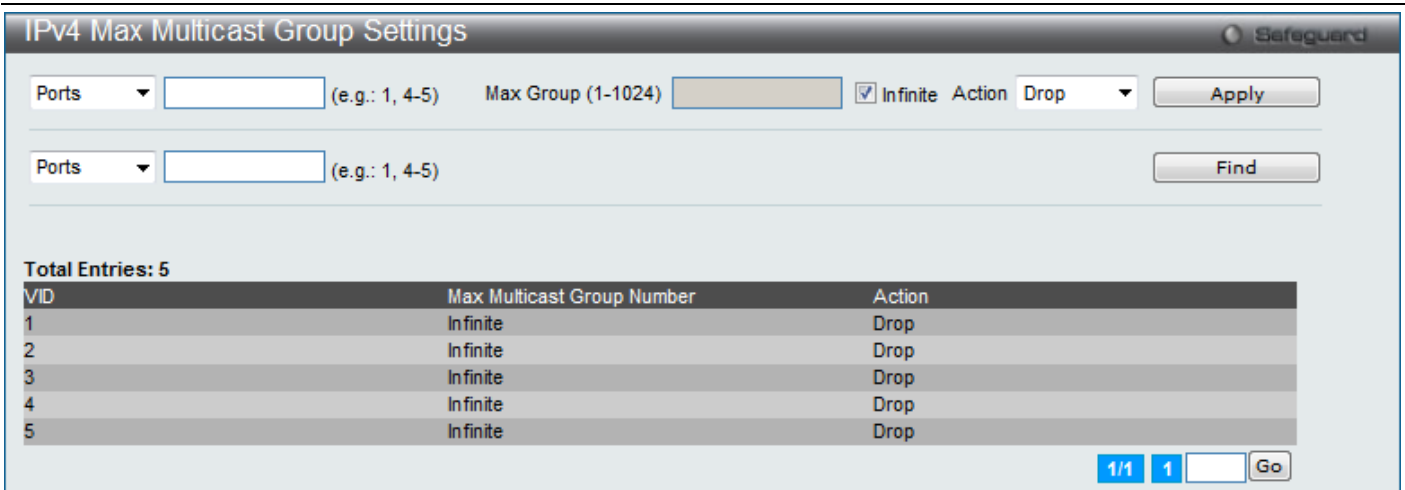 IPv4 Max Multicast Group Settings
Safeguard
Ports (e.g.: 1, 4-5) Max Group (1-1024) Infinite Action Drop Apply
Ports (e.g.: 1, 4-5) Find
Total Entries: 5
VID Max Multicast Group Number Action
1 Infinite Drop
2 Infinite Drop
3 Infinite Drop
4 Infinite Drop
5 Infinite Drop
1/1 1 Go